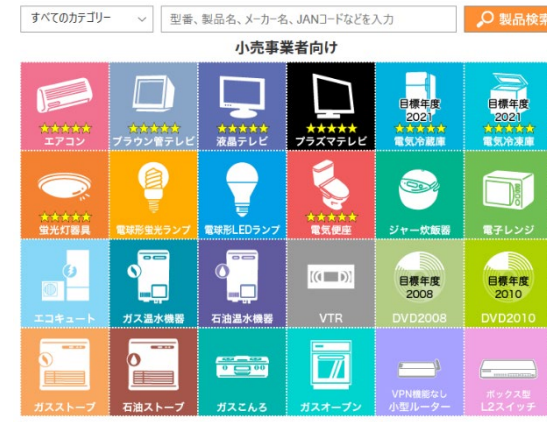 すべてのカテゴリー
型番、製品名、メーカー名、JANコードなどを入力
製品検索
小売事業者向け
エアコン
ブラウン管テレビ
液晶テレビ
プラズマテレビ
目標年度
2021
電気冷蔵庫
目標年度
2021
電気冷凍庫
蛍光灯器具
電球形蛍光ランプ
電球形LEDランプ
電気便座
ジャー炊飯器
電子レンジ
エコキュート
ガス温水機器
石油温水機器
VTR
目標年度
2008
DVD2008
目標年度
2010
DVD2010
ガスストーブ
石油ストーブ
ガスこんろ
ガスオーブン
VPN機能なし
小型ルーター
ボックス型
L2スイッチ